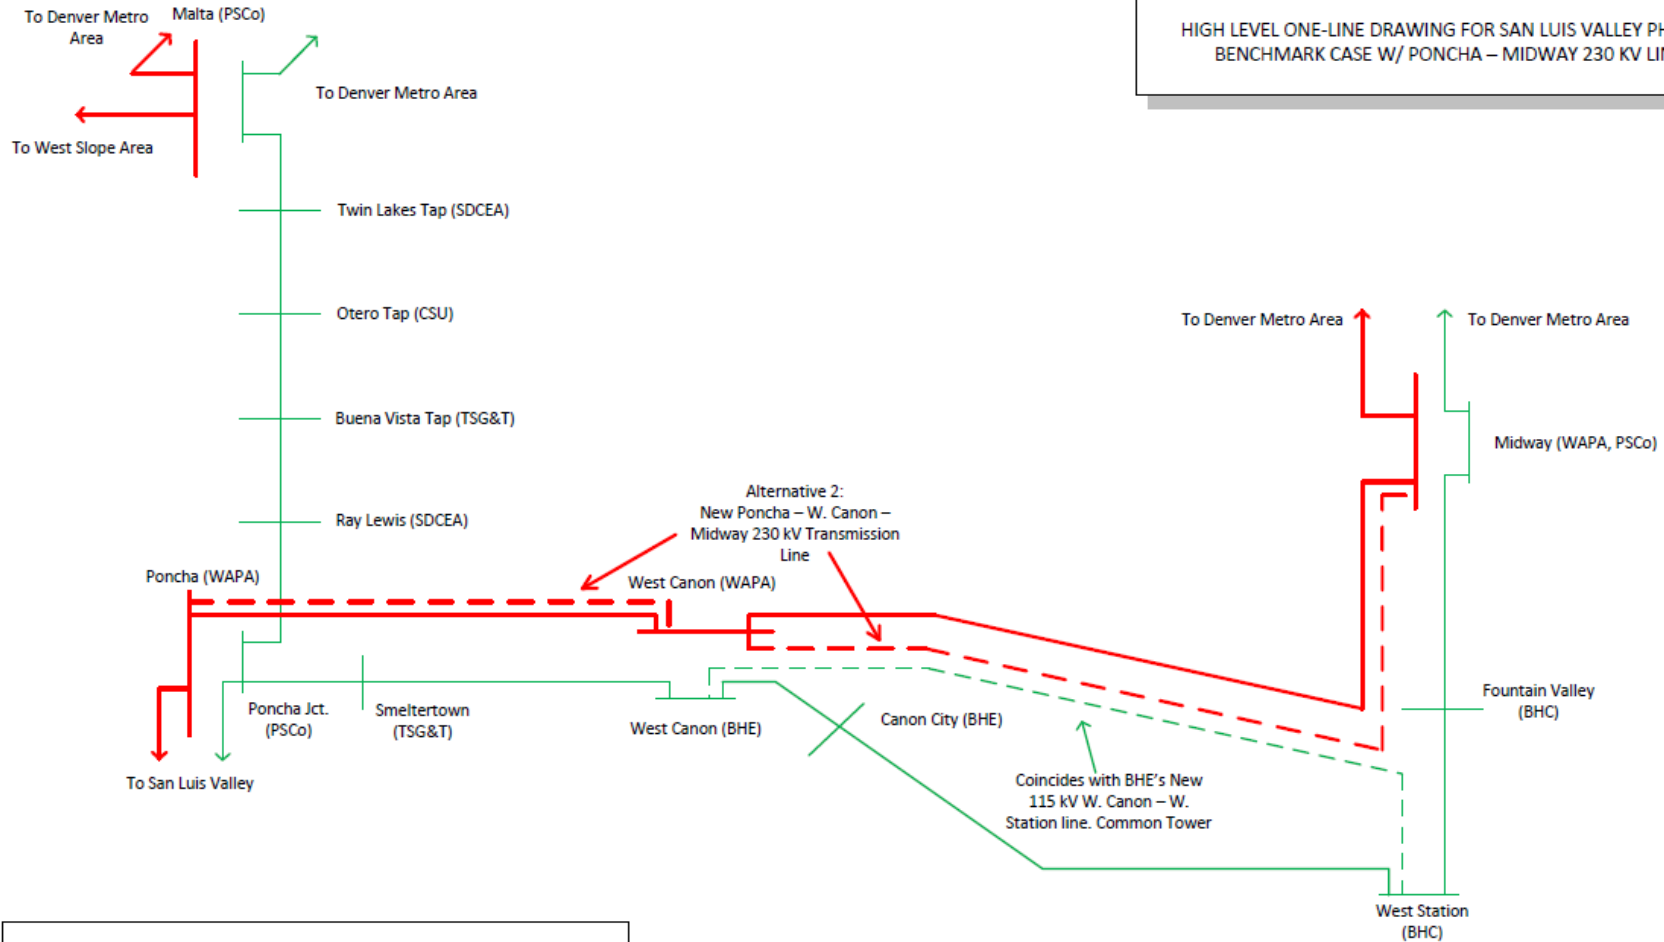 To Denver Metro
Area
Malta (PSCo)
HIGH LEVEL ONE-LINE DRAWING FOR SAN LUIS VALLEY
BENCHMARK CASE W/ PONCHA – MIDWAY 230 KV
To Denver Metro Area
To West Slope Area
Twin Lakes Tap (SDCEA)
Otero Tap (CSU)
To Denver Metro Area
To Denver Metro Area
Buena Vista Tap (TSG&T)
Midway (WAPA, PSCo)
Alternative 2:
New Poncha – W. Canon –
Midway 230 kV Transmission
Line
Ray Lewis (SDCEA)
Poncha (WAPA)
West Canon (WAPA)
Poncha Jct.
(PSCo)
Smeltertown
(TSG&T)
West Canon (BHE)
Canon City (BHE)
Fountain Valley
(BHC)
To San Luis Valley
Coincides with BHE's New
115 kV W. Canon – W.
Station line. Common Tower
West Station
(BHC)